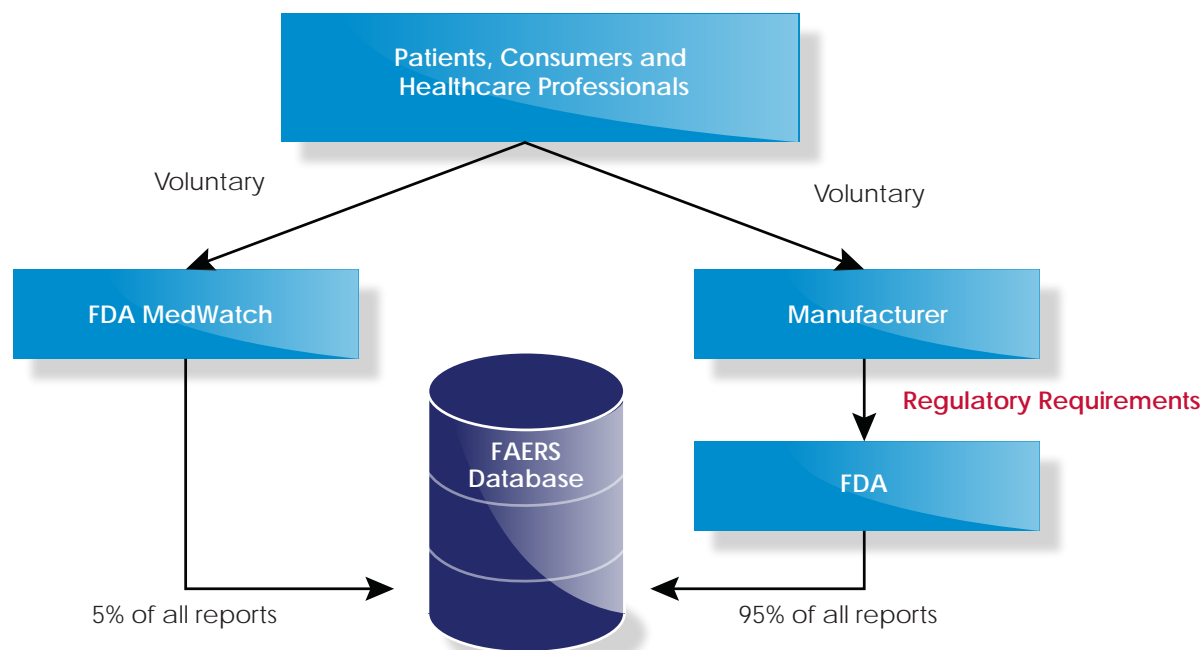 Patients, Consumers and
Healthcare Professionals
Voluntary
Voluntary
FDA MedWatch
Manufacturer
Regulatory Requirements
FAERS
Database
FDA
5% of all reports
95% of all reports